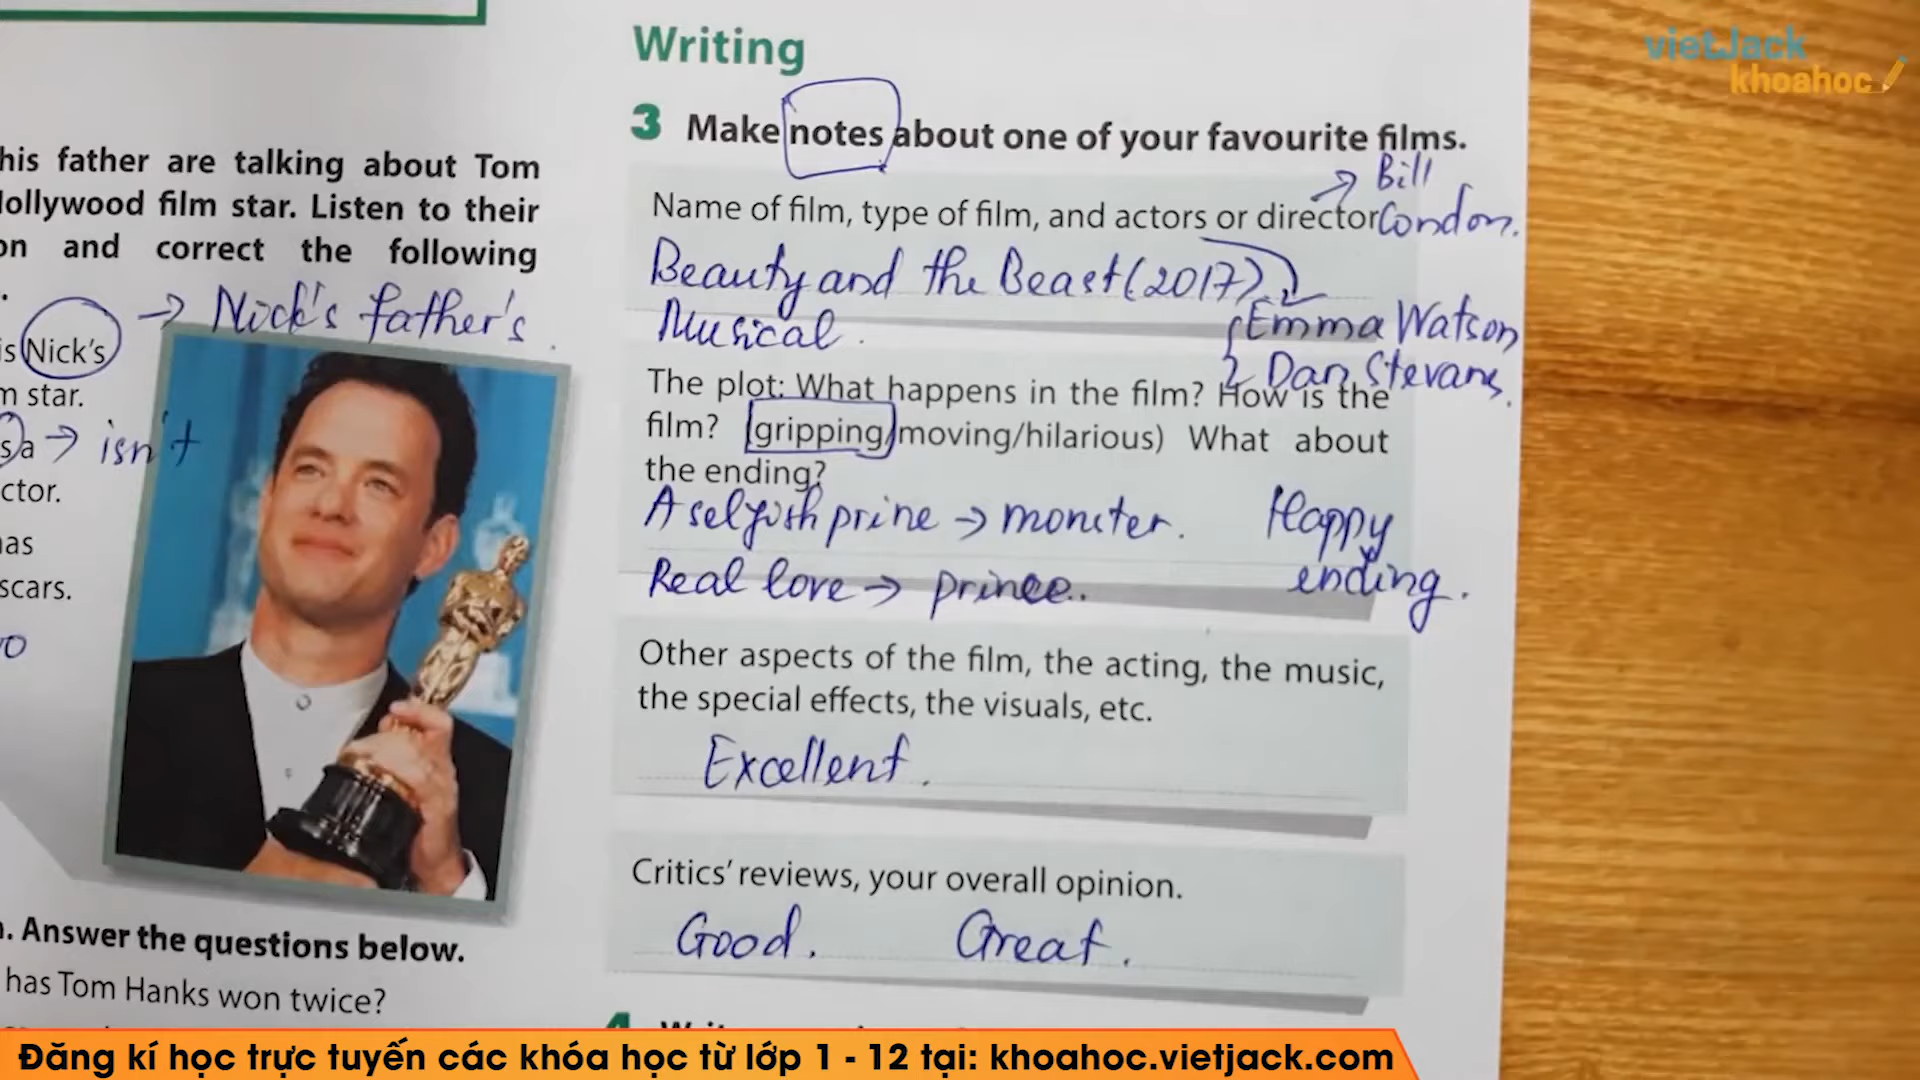 vietJack
khoahoc
his father are talking about Tom
Hollywood film star. Listen to their
on and correct the following
→ Nick's father's.
is Nick's
m star.
s a → isn't
ctor.
has
scars.
n. Answer the questions below.
has Tom Hanks won twice?
Writing
3 Make notes about one of your favourite films.
→ Bill
Name of film, type of film, and actors or director Condon.
Beauty and the Beast (2017)
Musical.
Emma Watson
Dan Stevans.
The plot: What happens in the film? How is the
film? gripping/moving/hilarious) What about
the ending?
A selfish prine → monster.
Happy
ending.
Real love → prince..
Other aspects of the film, the acting, the music,
the special effects, the visuals, etc.
Excellent.
Critics' reviews, your overall opinion.
Good. Great.
Đăng kí học trực tuyến các khóa học từ lớp 1 - 12 tại: khoahoc.vietjack.com